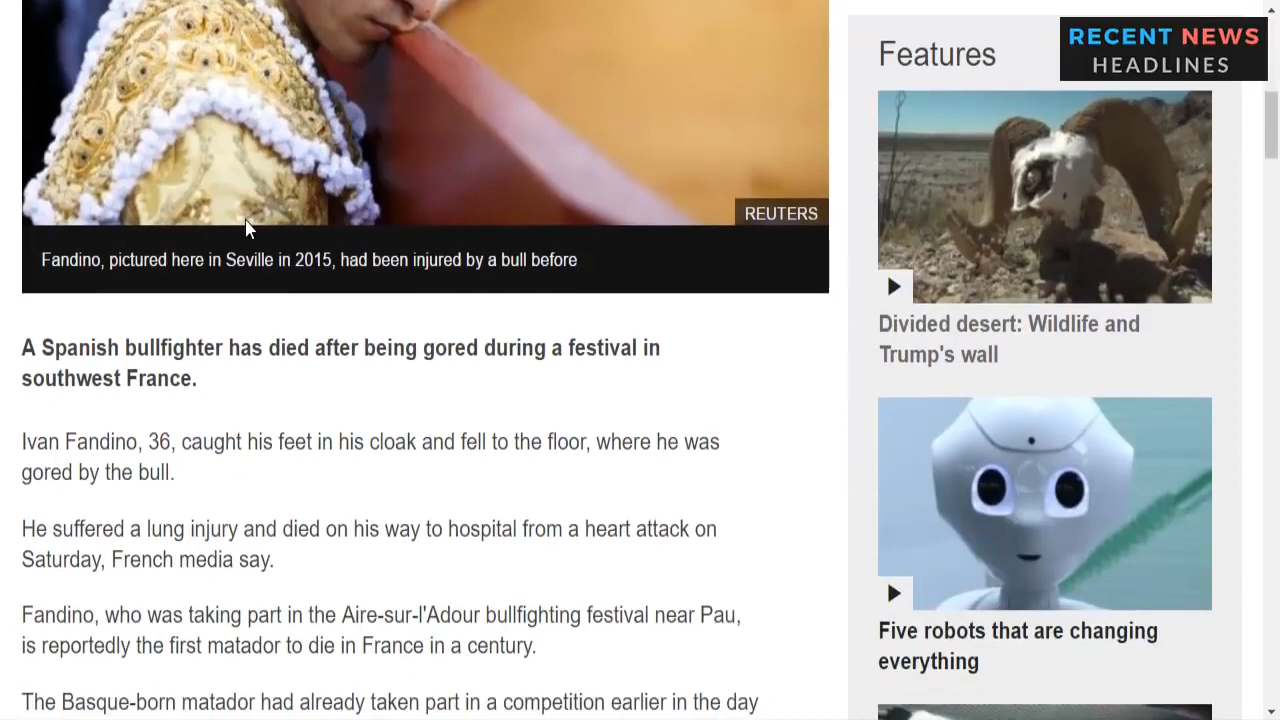 RECENT NEWS
HEADLINES
REUTERS
Fandino, pictured here in Seville in 2015, had been injured by a bull before
A Spanish bullfighter has died after being gored during a festival in
southwest France.
Ivan Fandino, 36, caught his feet in his cloak and fell to the floor, where he was
gored by the bull.
He suffered a lung injury and died on his way to hospital from a heart attack on
Saturday, French media say.
Fandino, who was taking part in the Aire-sur-l'Adour bullfighting festival near Pau,
is reportedly the first matador to die in France in a century.
The Basque-born matador had already taken part in a competition earlier in the day
Features
Divided desert: Wildlife and
Trump's wall
Five robots that are changing
everything